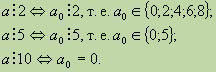 a⋮2 ⇔ a₀⋮2, т. е. a₀ ∈ {0;2;4;6,8};
a⋮5 ⇔ a₀⋮5, т. е. a₀ ∈ {0;5};
a⋮10 ⇔ a₀ = 0.